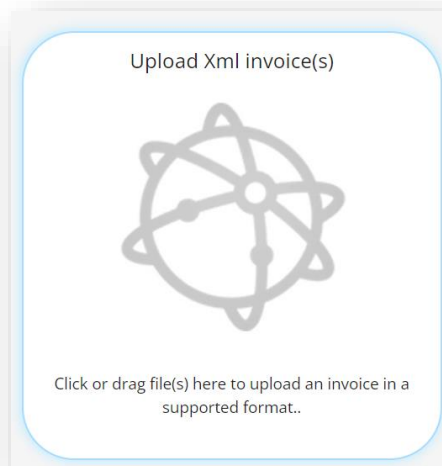 Upload Xml invoice(s)
Click or drag file(s) here to upload an invoice in a
supported format..